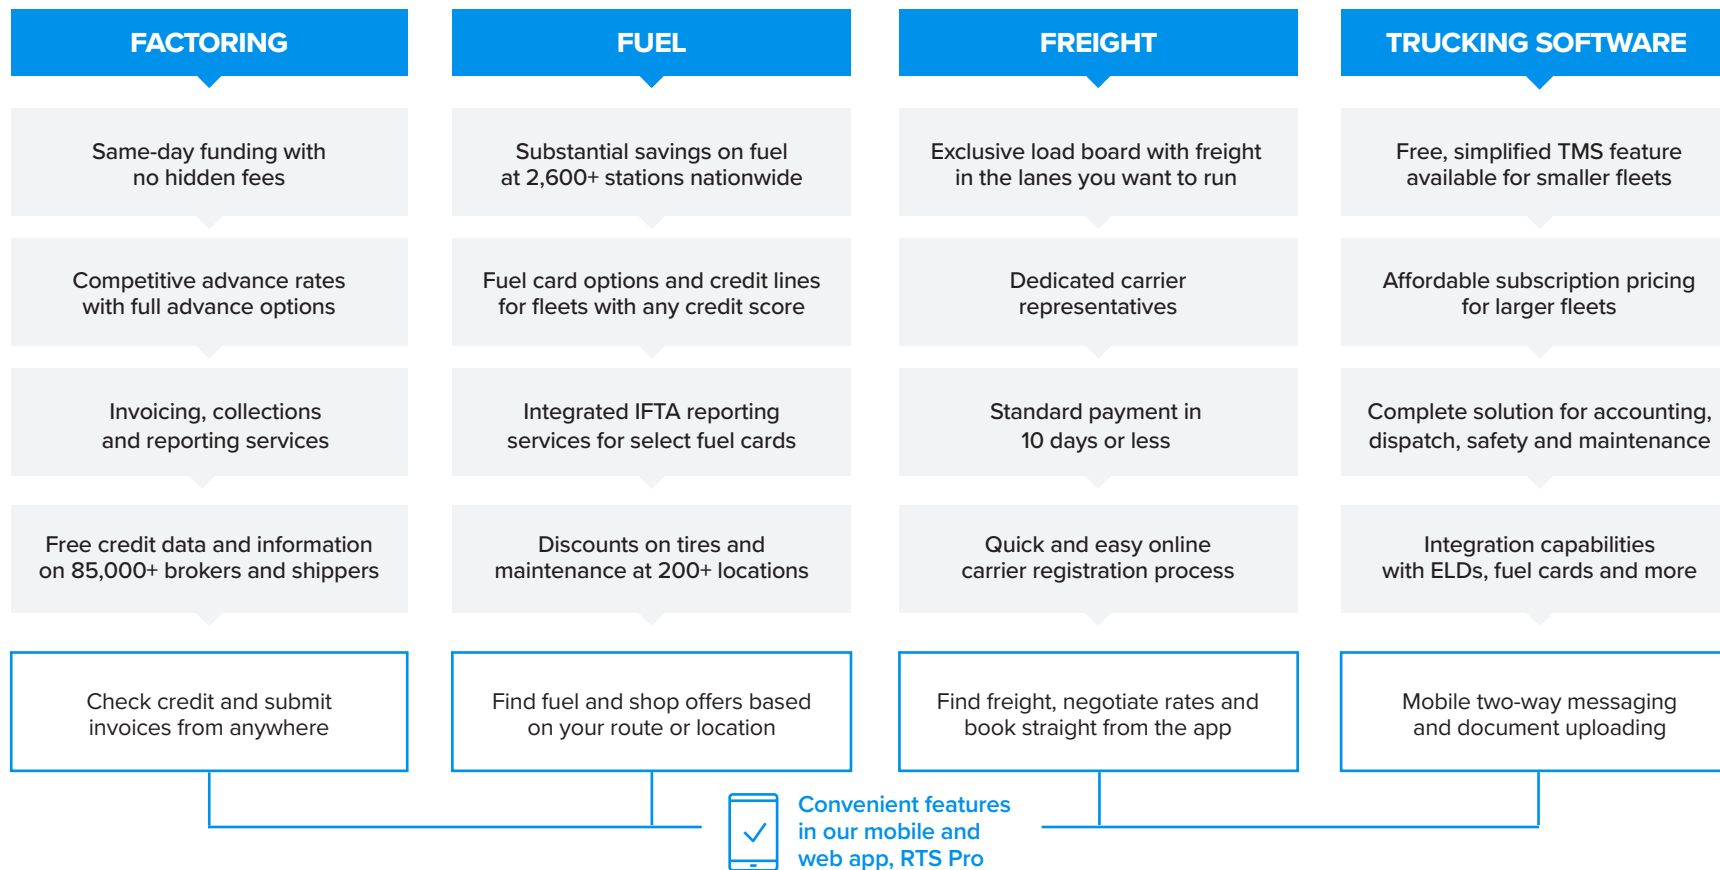 FACTORING
Same-day funding with
no hidden fees
Competitive advance rates
with full advance options
Invoicing, collections
and reporting services
Free credit data and information
on 85,000+ brokers and shippers
Check credit and submit
invoices from anywhere
FUEL
Substantial savings on fuel
at 2,600+ stations nationwide
Fuel card options and credit lines
for fleets with any credit score
Integrated IFTA reporting
services for select fuel cards
Discounts on tires and
maintenance at 200+ locations
Find fuel and shop offers based
on your route or location
FREIGHT
Exclusive load board with freight
in the lanes you want to run
Dedicated carrier
representatives
Standard payment in
10 days or less
Quick and easy online
carrier registration process
Find freight, negotiate rates and
book straight from the app
TRUCKING SOFTWARE
Free, simplified TMS feature
available for smaller fleets
Affordable subscription pricing
for larger fleets
Complete solution for accounting,
dispatch, safety and maintenance
Integration capabilities
with ELDs, fuel cards and more
Mobile two-way messaging
and document uploading
Convenient features
in our mobile and
web app, RTS Pro